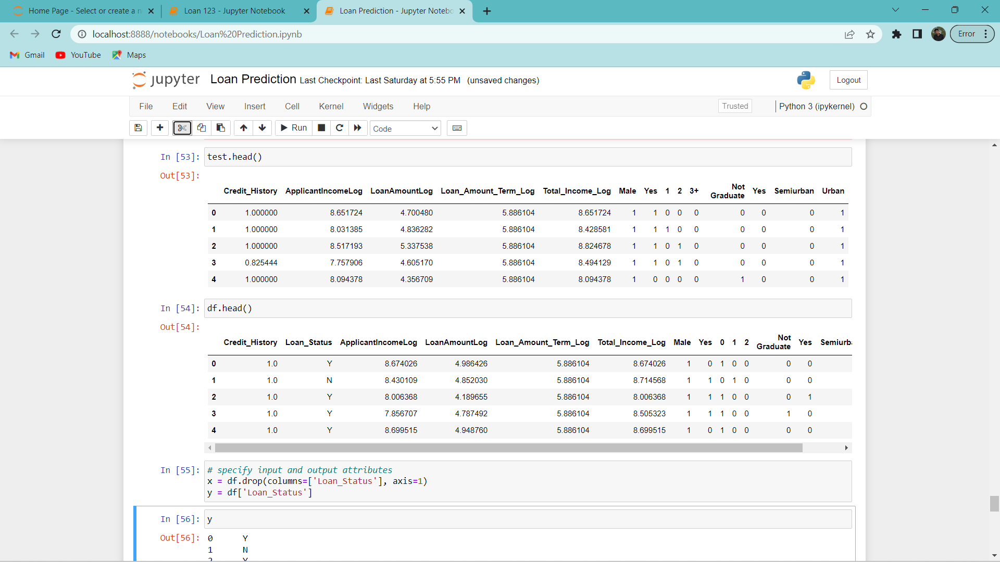 Home Page - Select or create a n
Loan 123 - Jupyter Notebook
Loan Prediction - Jupyter Notebo
localhost:8888/notebooks/Loan%20Prediction.ipynb
Error
Gmail YouTube Maps
jupyter Loan Prediction Last Checkpoint: Last Saturday at 5:55 PM (unsaved changes)
Logout
File Edit View Insert Cell Kernel Widgets Help
Trusted Python 3 (ipykernel)
Run Code
In [53]: test.head()
Out[53]:
Credit_History ApplicantIncomeLog LoanAmountLog Loan_Amount_Term_Log Total_Income_Log Male Yes 1 2 3+ Not Graduate Yes Semiurban Urban
0 1.000000 8.651724 4.700480 5.886104 8.651724 1 1 0 0 0 0 0 0 1
1 1.000000 8.031385 4.836282 5.886104 8.428581 1 1 1 0 0 0 0 0 1
2 1.000000 8.517193 5.337538 5.886104 8.824678 1 1 0 1 0 0 0 0 1
3 0.825444 7.757906 4.605170 5.886104 8.494129 1 1 0 1 0 0 0 0 1
4 1.000000 8.094378 4.356709 5.886104 8.094378 1 0 0 0 0 1 0 0 1
In [54]: df.head()
Out[54]:
Credit_History Loan_Status ApplicantIncomeLog LoanAmountLog Loan_Amount_Term_Log Total_Income_Log Male Yes 0 1 2 Not Graduate Yes Semiurb
0 1.0 Y 8.674026 4.986426 5.886104 8.674026 1 0 1 0 0 0 0
1 1.0 N 8.430109 4.852030 5.886104 8.714568 1 1 0 1 0 0 0
2 1.0 Y 8.006368 4.189655 5.886104 8.006368 1 1 1 0 0 0 1
3 1.0 Y 7.856707 4.787492 5.886104 8.505323 1 1 1 0 0 1 0
4 1.0 Y 8.699515 4.948760 5.886104 8.699515 1 0 1 0 0 0 0
In [55]: # specify input and output attributes
x = df.drop(columns=['Loan_Status'], axis=1)
y = df['Loan_Status']
In [56]: y
Out[56]: 0 Y
1 N
2 Y